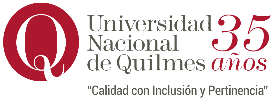 Q Universidad
Nacional
de Quilmes
35
años
"Calidad con Inclusión y Pertinencia"